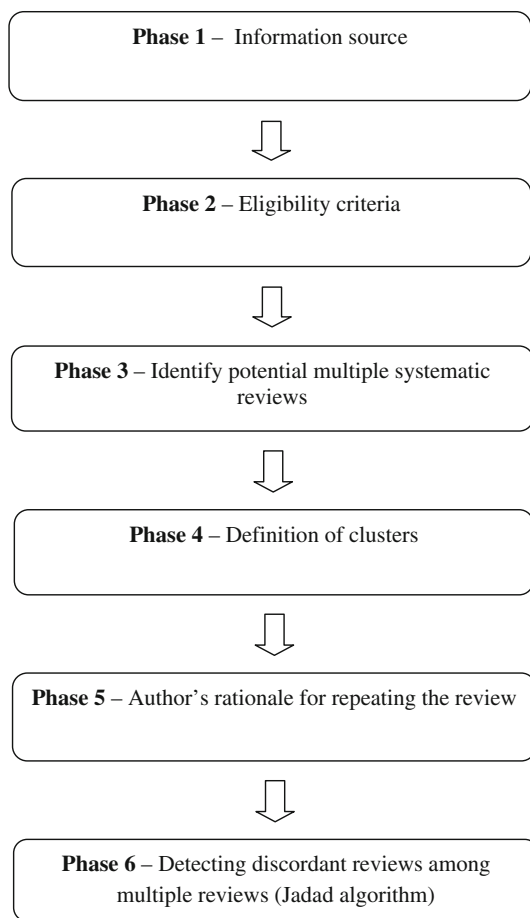 Phase 1 – Information source
Phase 2 – Eligibility criteria
Phase 3 – Identify potential multiple systematic
reviews
Phase 4 – Definition of clusters
Phase 5 – Author’s rationale for repeating the review
Phase 6 – Detecting discordant reviews among
multiple reviews (Jadad algorithm)